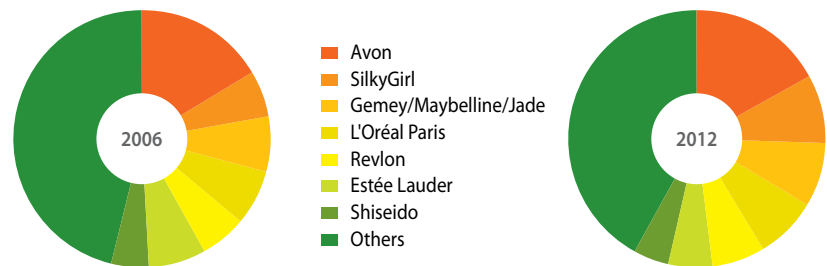 2006
Avon
SilkyGirl
Gemey/Maybelline/Jade
L'Oréal Paris
Revlon
Estée Lauder
Shiseido
Others
2012